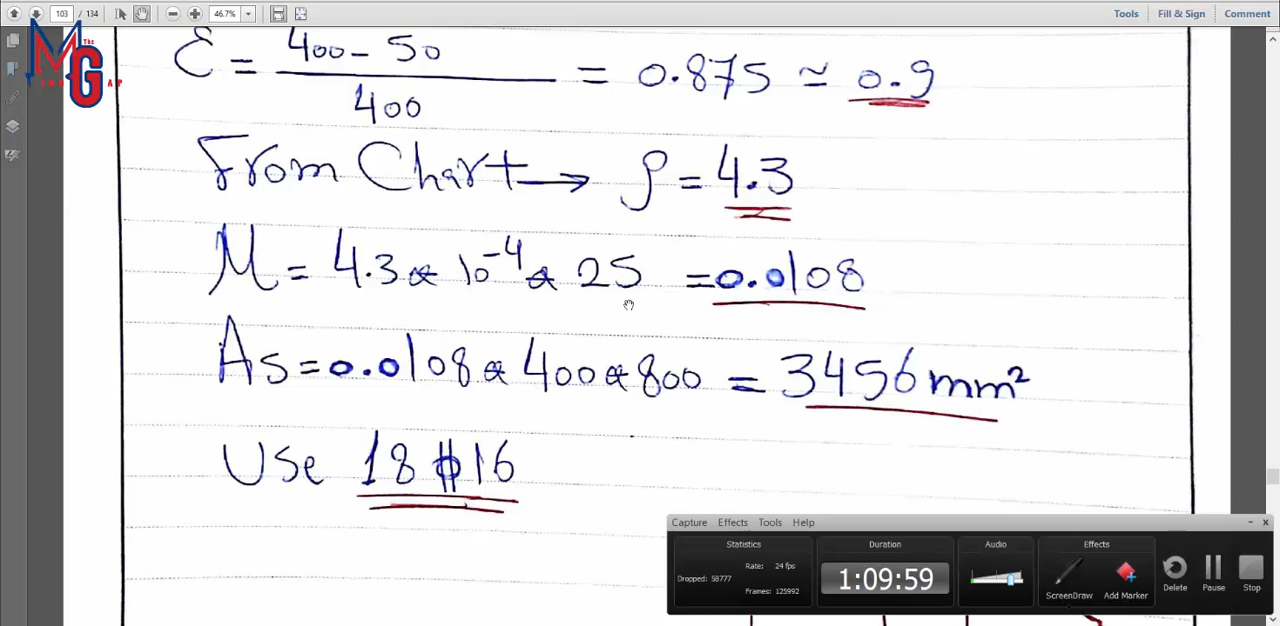 103 / 134 46.7% Tools Fill & Sign Comment
The
MG
ε = 400 - 50 / 400 = 0.875 ≃ 0.9
From Chart → ρ = 4.3
M = 4.3 * 10⁻⁴ * 25 = 0.0108
As = 0.0108 * 400 * 800 = 3456 mm²
Use 18 ⌽ 16
Capture Effects Tools Help
Statistics Duration Audio Effects
Rate: 24 fps
Dropped: 58777
Frames: 125992
1:09:59
ScreenDraw Add Marker Delete Pause Stop